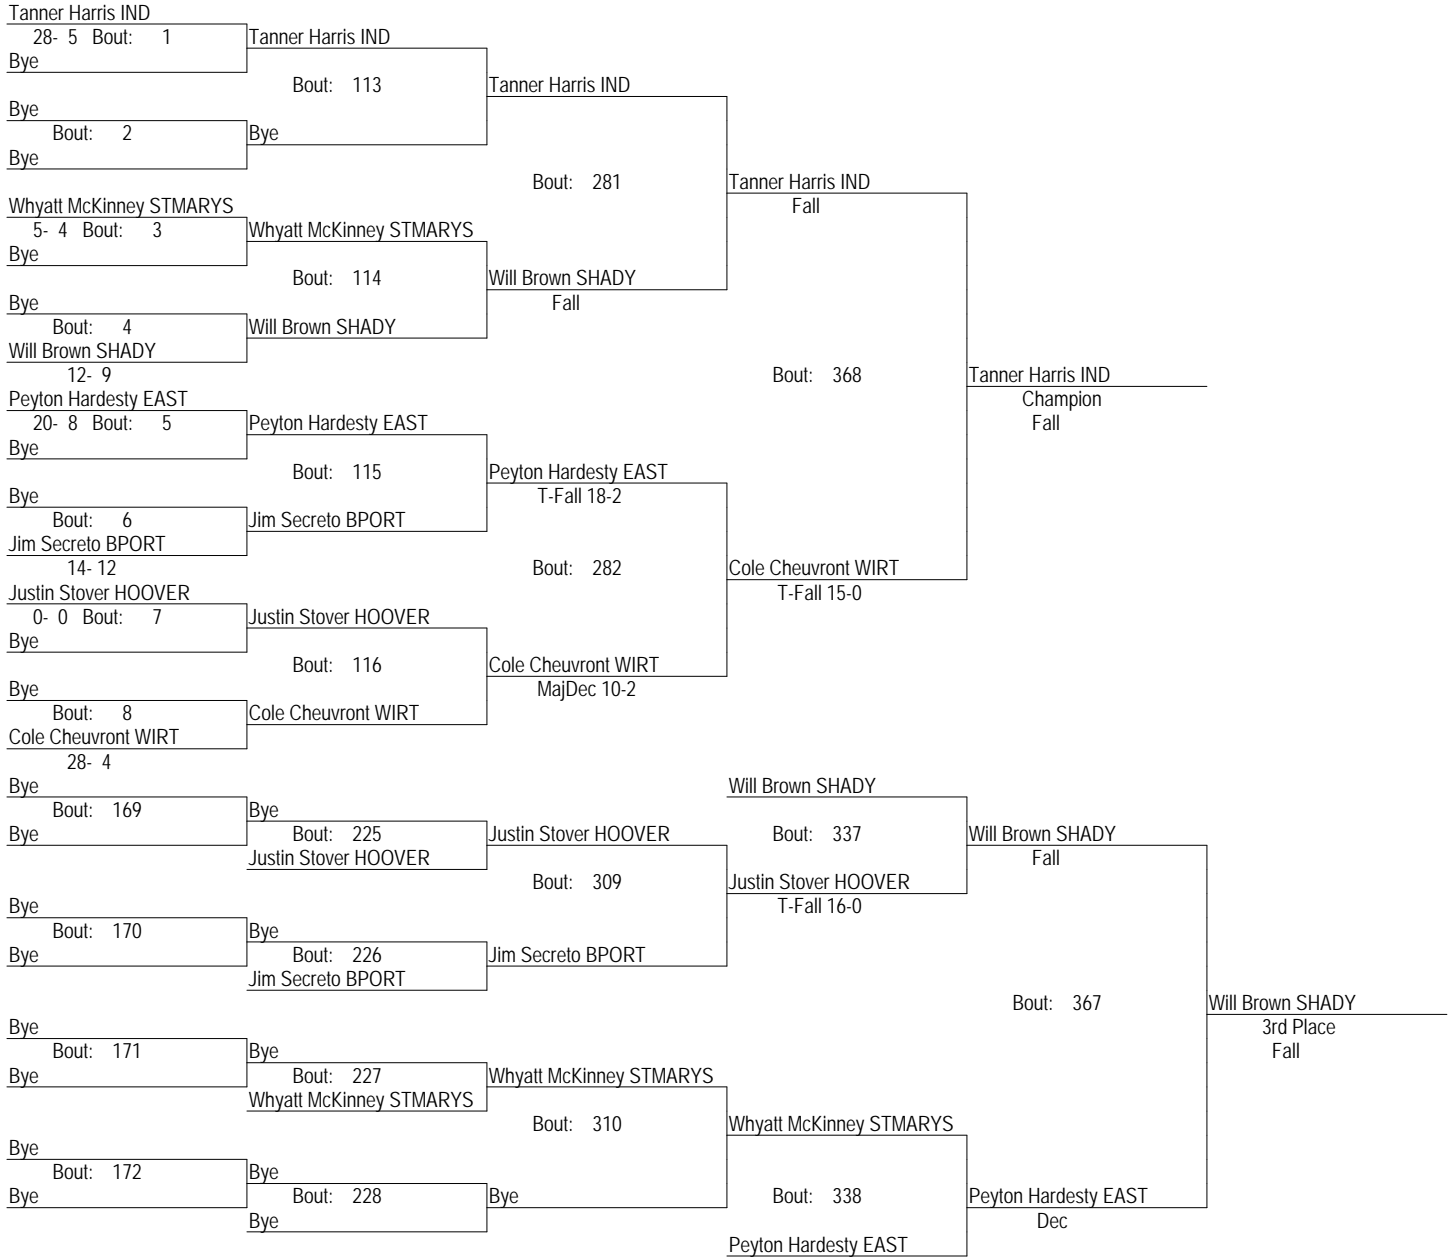 Tanner Harris IND
28- 5 Bout: 1 Tanner Harris IND
Bye
Bout: 113 Tanner Harris IND
Bye
Bout: 2 Bye
Bye
Bout: 281 Tanner Harris IND
Whyatt McKinney STMARYS Fall
5- 4 Bout: 3 Whyatt McKinney STMARYS
Bye
Bout: 114 Will Brown SHADY
Bye Fall
Bout: 4 Will Brown SHADY
Will Brown SHADY
12- 9 Bout: 368 Tanner Harris IND
Peyton Hardesty EAST Champion
20- 8 Bout: 5 Peyton Hardesty EAST Fall
Bye
Bout: 115 Peyton Hardesty EAST
Bye T-Fall 18-2
Bout: 6 Jim Secreto BPORT
Jim Secreto BPORT
14- 12 Bout: 282 Cole Cheuvront WIRT
Justin Stover HOOVER T-Fall 15-0
0- 0 Bout: 7 Justin Stover HOOVER
Bye
Bout: 116 Cole Cheuvront WIRT
Bye MajDec 10-2
Bout: 8 Cole Cheuvront WIRT
Cole Cheuvront WIRT
28- 4
Bye Will Brown SHADY
Bout: 169 Bye
Bye Bout: 225 Justin Stover HOOVER Bout: 337 Will Brown SHADY
Justin Stover HOOVER Fall
Bout: 309 Justin Stover HOOVER
Bye T-Fall 16-0
Bout: 170 Bye
Bye Bout: 226 Jim Secreto BPORT
Jim Secreto BPORT
Bout: 367 Will Brown SHADY
Bye 3rd Place
Bout: 171 Bye Fall
Bye Bout: 227 Whyatt McKinney STMARYS
Whyatt McKinney STMARYS
Bout: 310 Whyatt McKinney STMARYS
Bye
Bout: 172 Bye
Bye Bout: 228 Bye Bout: 338 Peyton Hardesty EAST
Bye Dec
Peyton Hardesty EAST